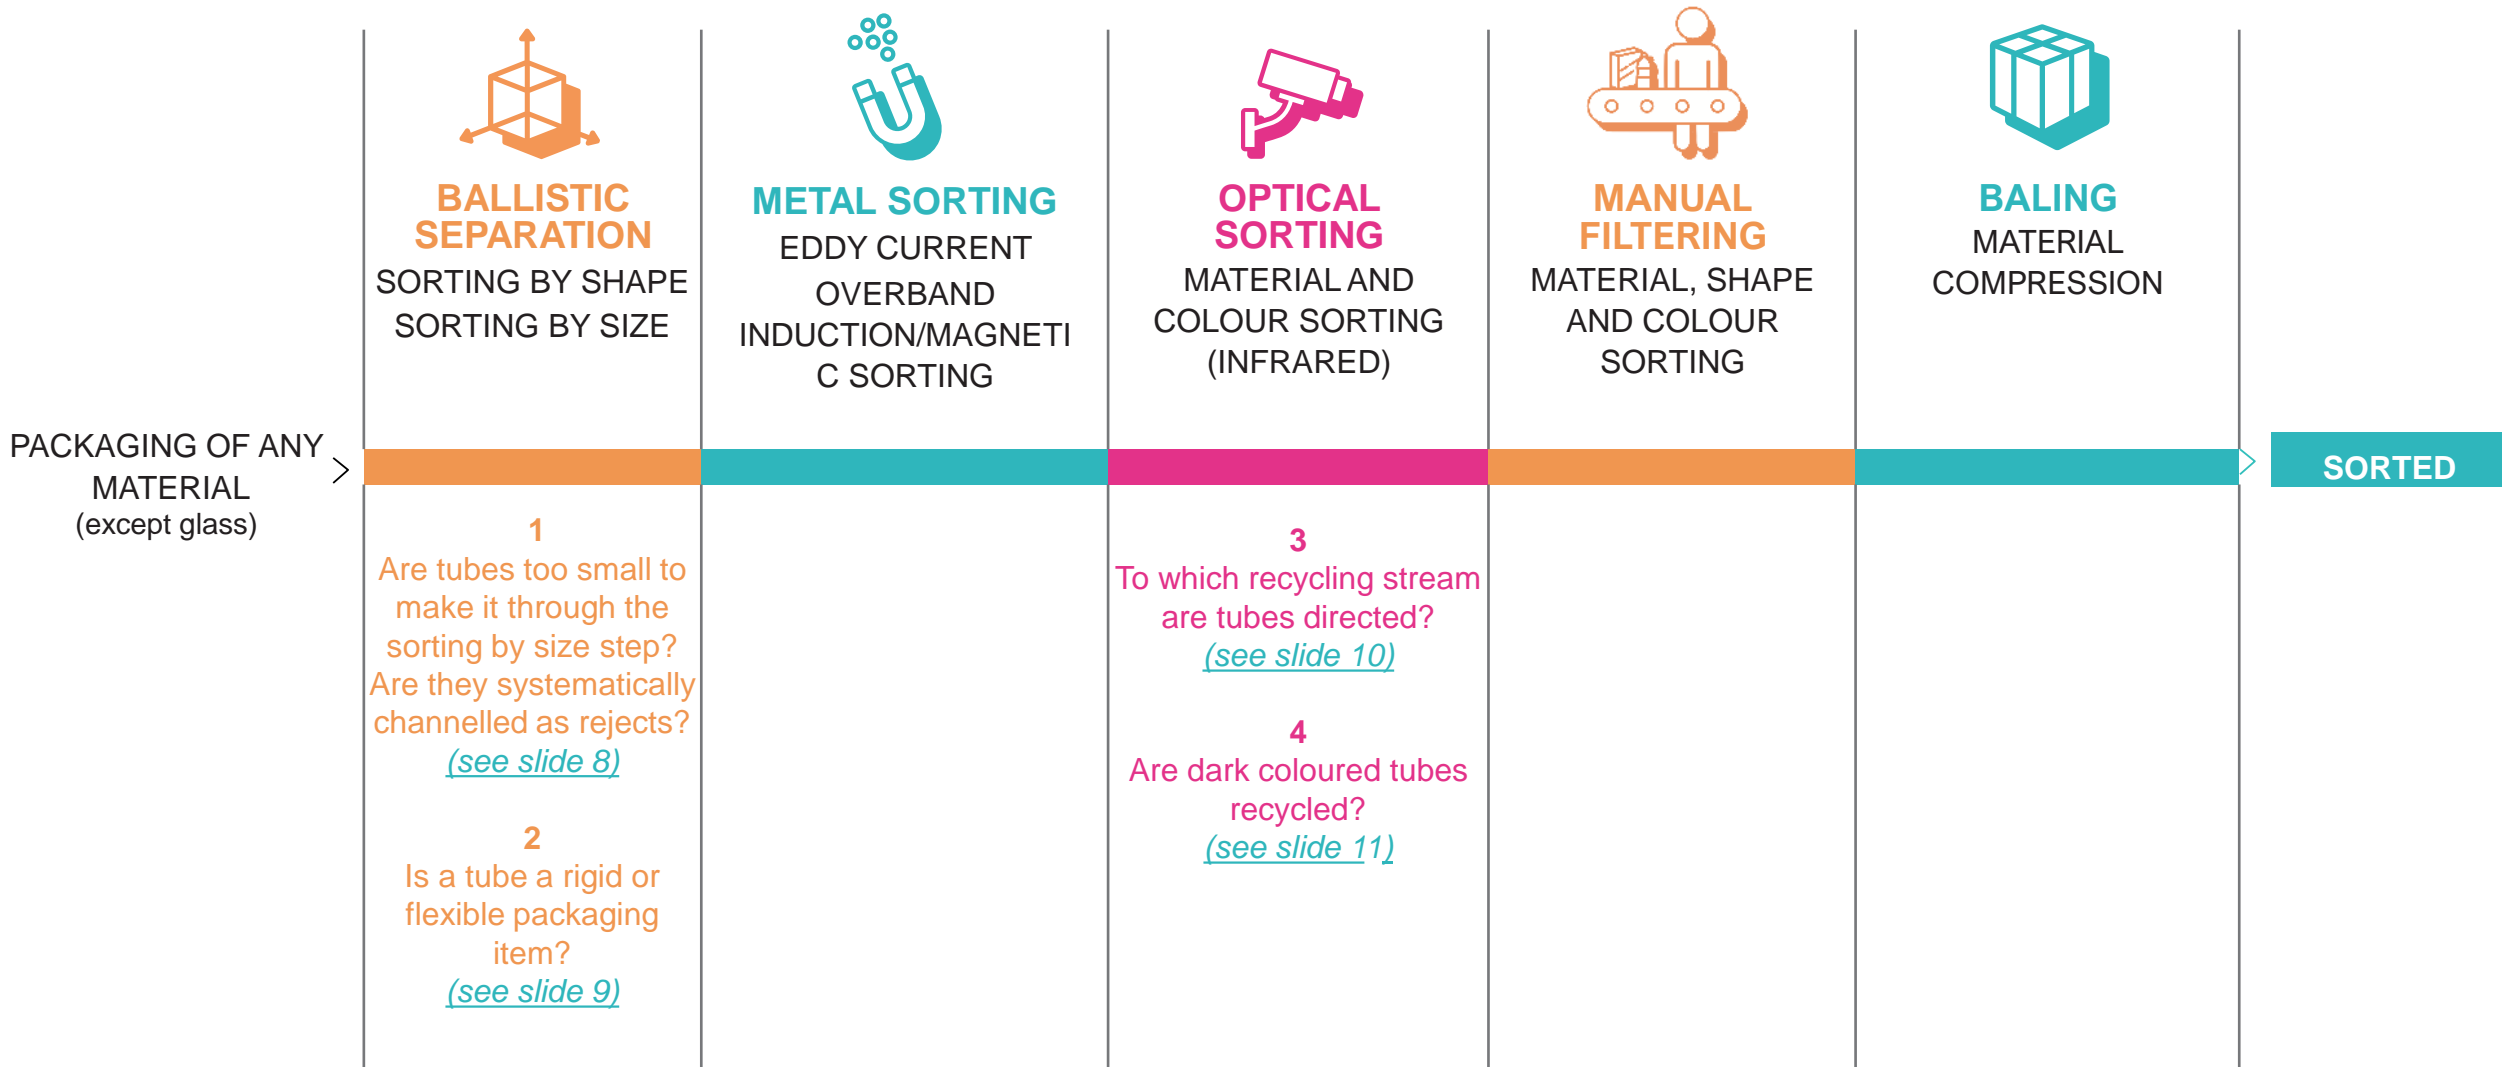 PACKAGING OF ANY
MATERIAL
(except glass)
BALLISTIC
SEPARATION
SORTING BY SHAPE
SORTING BY SIZE
1
Are tubes too small to
make it through the
sorting by size step?
Are they systematically
channelled as rejects?
(see slide 8)
2
Is a tube a rigid or
flexible packaging
item?
(see slide 9)
METAL SORTING
EDDY CURRENT
OVERBAND
INDUCTION/MAGNETI
C SORTING
OPTICAL
SORTING
MATERIAL AND
COLOUR SORTING
(INFRARED)
3
To which recycling stream
are tubes directed?
(see slide 10)
4
Are dark coloured tubes
recycled?
(see slide 11)
MANUAL
FILTERING
MATERIAL, SHAPE
AND COLOUR
SORTING
BALING
MATERIAL
COMPRESSION
SORTED